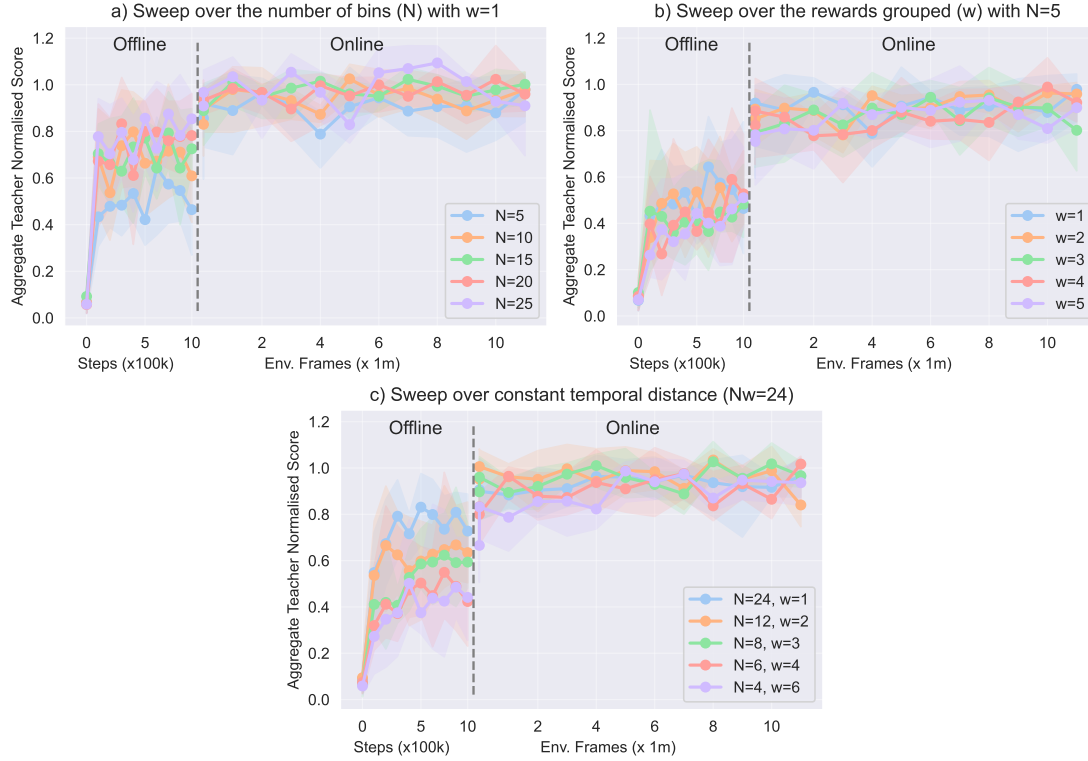 a) Sweep over the number of bins (N) with w=1
Aggregate Teacher Normalised Score
1.2
1.0
0.8
0.6
0.4
0.2
0.0
Offline
Online
N=5
N=10
N=15
N=20
N=25
0 5 10 2 4 6 8 10
Steps (x100k)
Env. Frames (x 1m)
b) Sweep over the rewards grouped (w) with N=5
Aggregate Teacher Normalised Score
1.2
1.0
0.8
0.6
0.4
0.2
0.0
Offline
Online
w=1
w=2
w=3
w=4
w=5
0 5 10 2 4 6 8 10
Steps (x100k)
Env. Frames (x 1m)
c) Sweep over constant temporal distance (Nw=24)
Aggregate Teacher Normalised Score
1.2
1.0
0.8
0.6
0.4
0.2
0.0
Offline
Online
N=24, w=1
N=12, w=2
N=8, w=3
N=6, w=4
N=4, w=6
0 5 10 2 4 6 8 10
Steps (x100k)
Env. Frames (x 1m)